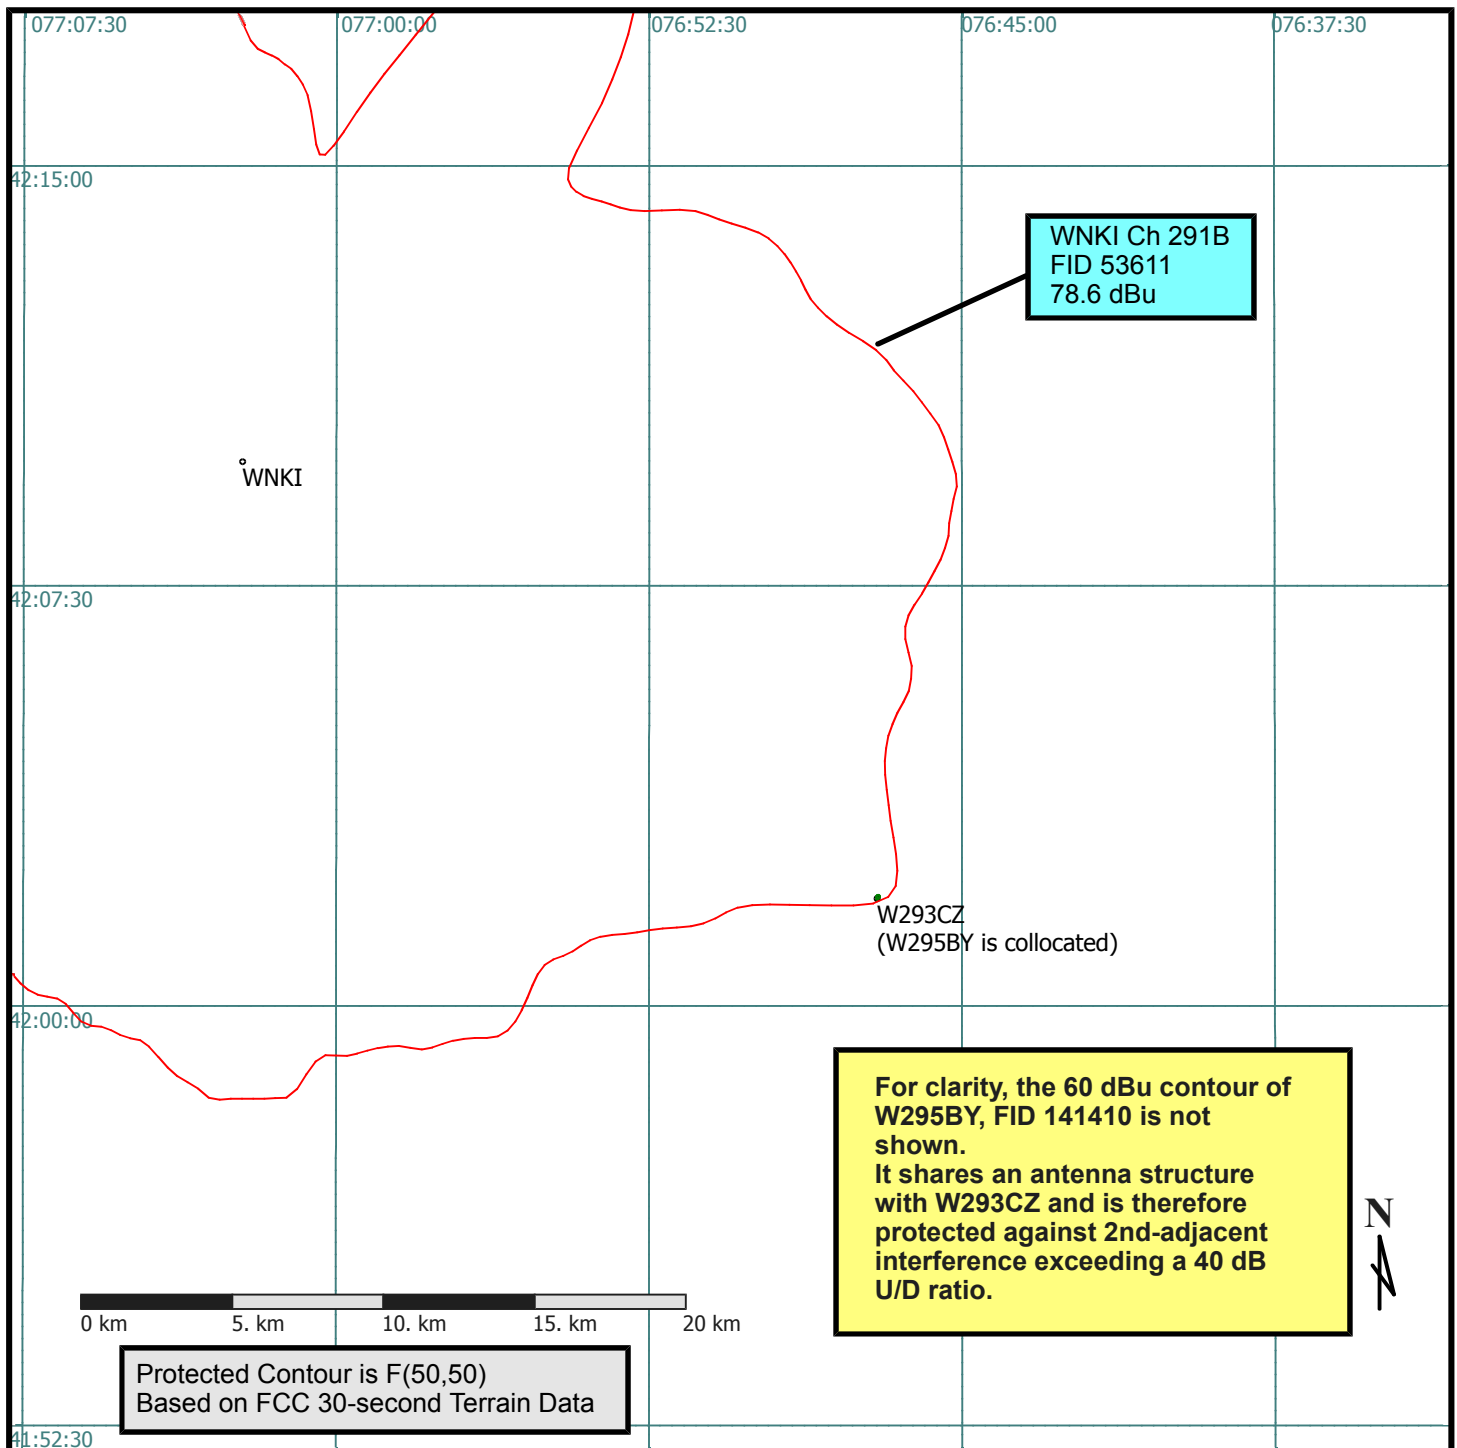 077:07:30
077:00:00
076:52:30
076:45:00
076:37:30
42:15:00
WNKI Ch 291B
FID 53611
78.6 dBu
WNKI
42:07:30
W293CZ
(W295BY is collocated)
42:00:00
For clarity, the 60 dBu contour of
W295BY, FID 141410 is not
shown.
It shares an antenna structure
with W293CZ and is therefore
protected against 2nd-adjacent
interference exceeding a 40 dB
U/D ratio.
N
0 km
5. km
10. km
15. km
20 km
Protected Contour is F(50,50)
Based on FCC 30-second Terrain Data
41:52:30